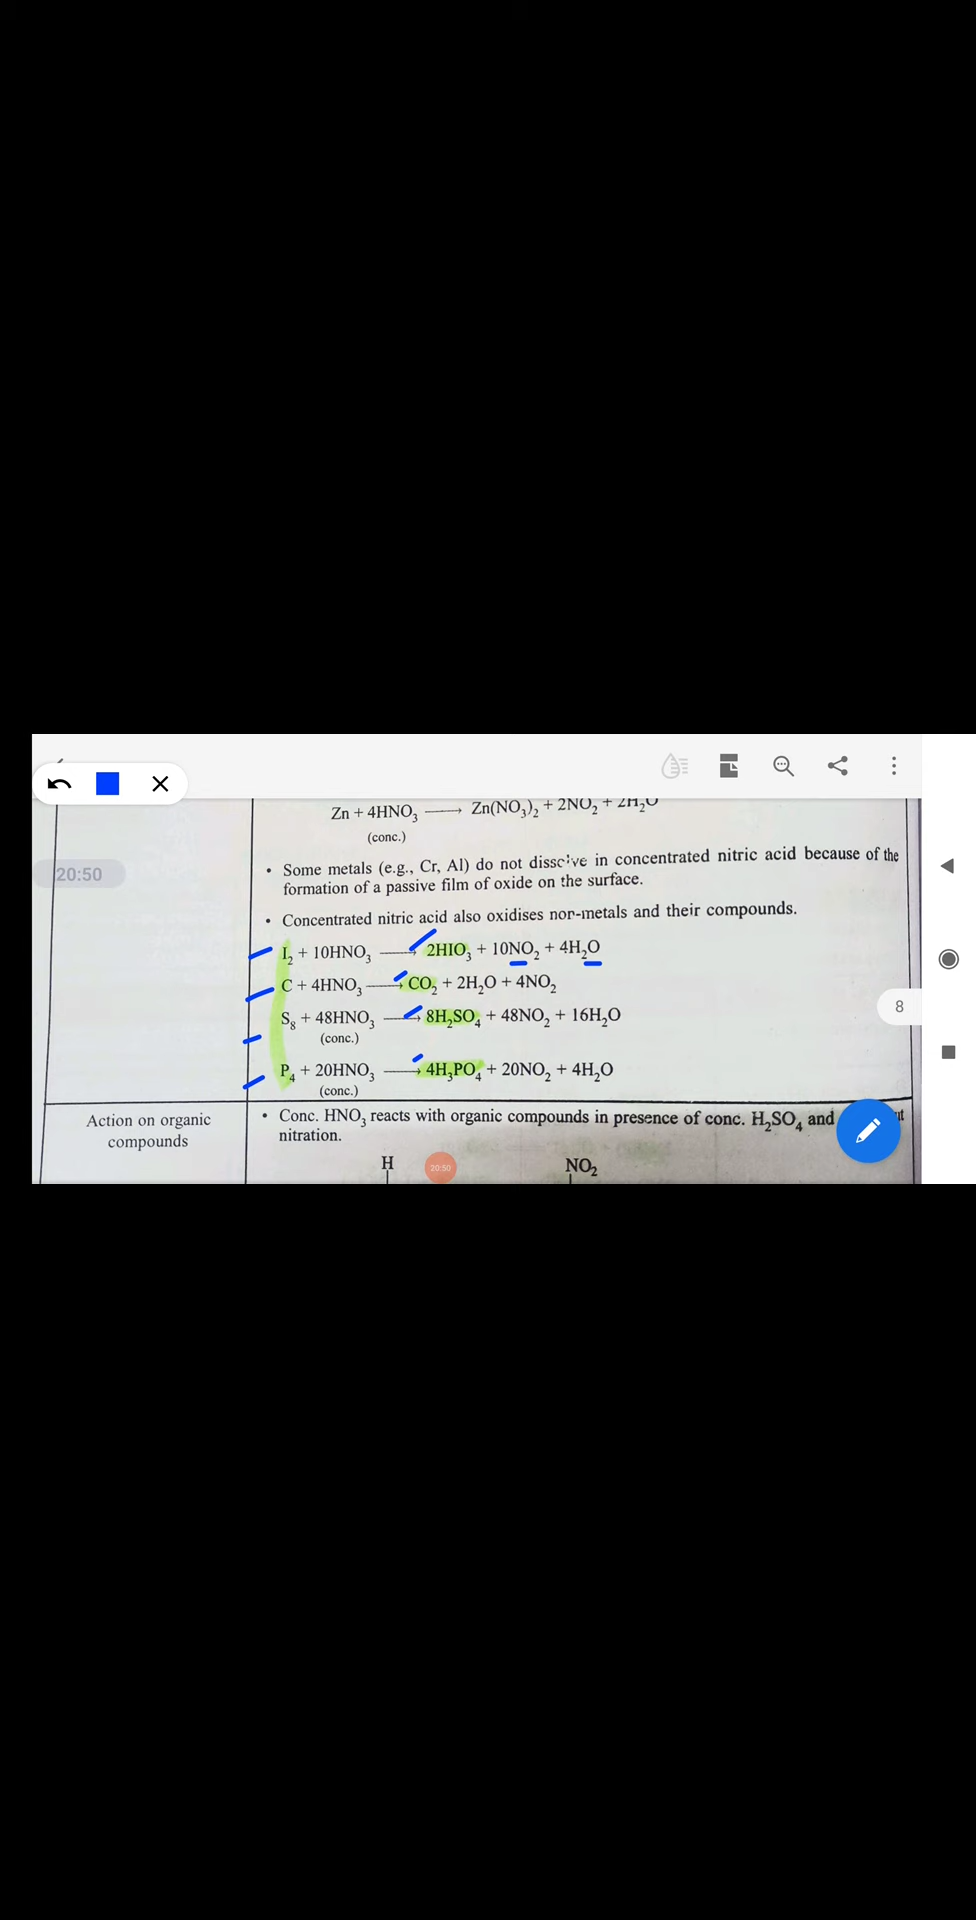 Zn + 4HNO₃ ⟶ Zn(NO₃)₂ + 2NO₂ + 2H₂O
(conc.)
20:50
• Some metals (e.g., Cr, Al) do not dissolve in concentrated nitric acid because of the
formation of a passive film of oxide on the surface.
• Concentrated nitric acid also oxidises non-metals and their compounds.
I₂ + 10HNO₃ ⟶ 2HIO₃ + 10NO₂ + 4H₂O
C + 4HNO₃ ⟶ CO₂ + 2H₂O + 4NO₂
8
S₈ + 48HNO₃ ⟶ 8H₂SO₄ + 48NO₂ + 16H₂O
(conc.)
P₄ + 20HNO₃ ⟶ 4H₃PO₄ + 20NO₂ + 4H₂O
(conc.)
Action on organic
compounds
• Conc. HNO₃ reacts with organic compounds in presence of conc. H₂SO₄ and
nitration.
H
20:50
NO₂